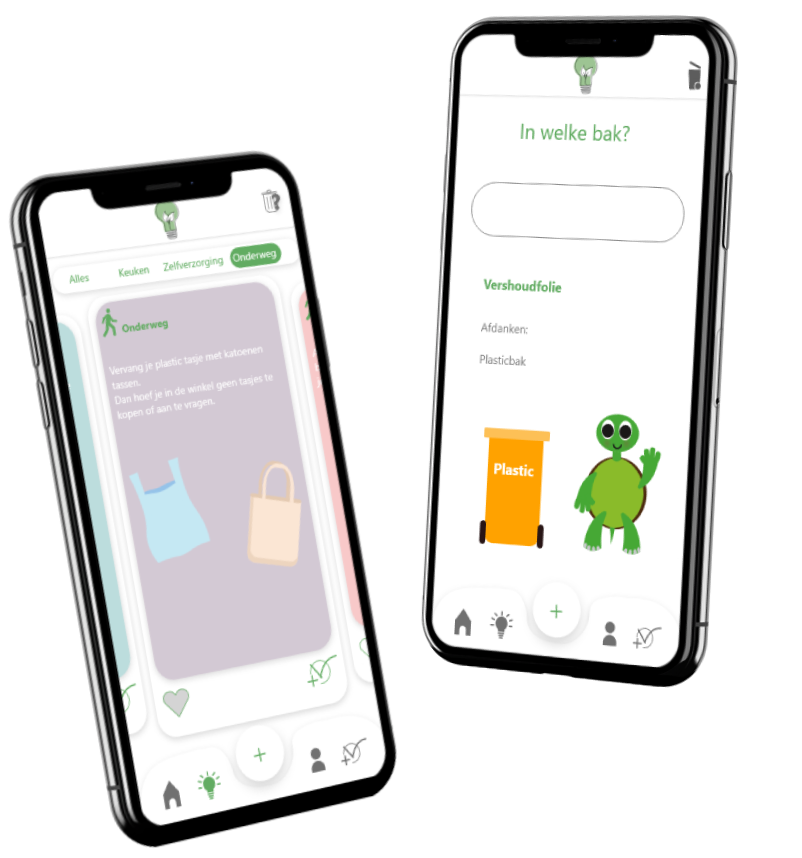 Alles Keuken Zelfverzorging Onderweg
Onderweg
Vervang je plastic tasje met katoenen
tassen.
Dan hoef je in de winkel geen tasjes te
kopen of aan te vragen.
In welke bak?
Vershoudfolie
Afdanken:
Plasticbak
Plastic